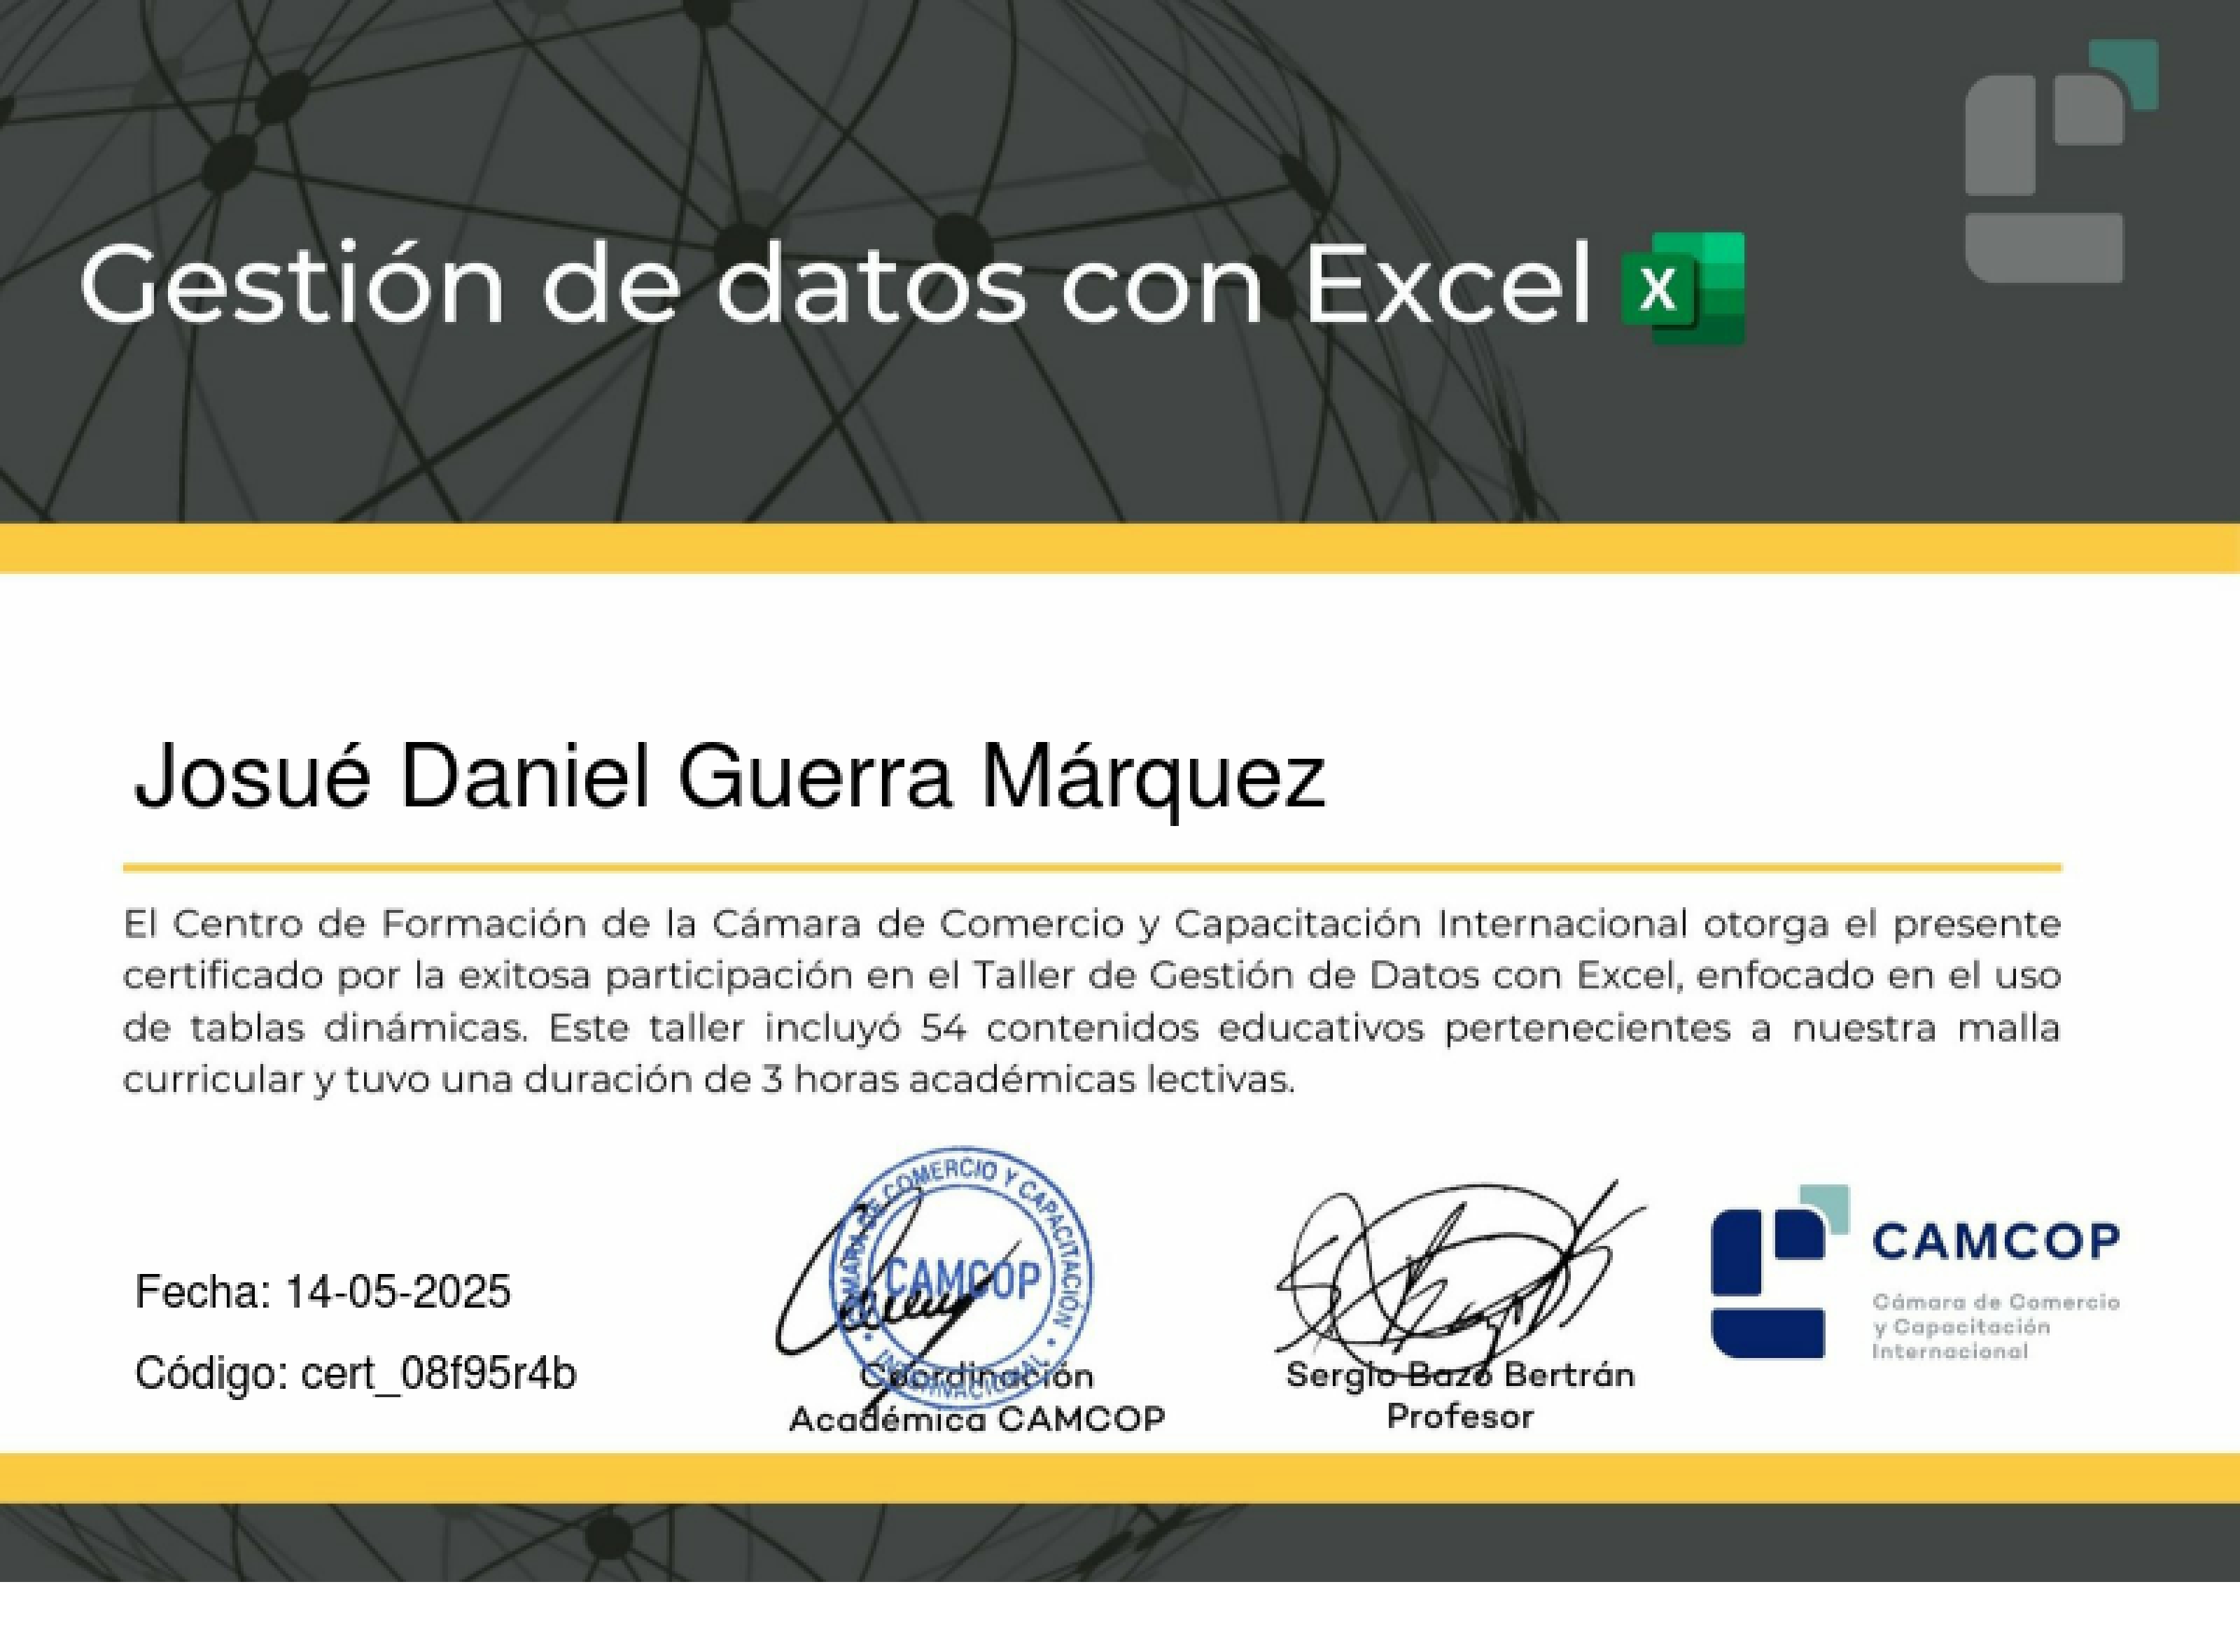 Gestión de datos con Excel X
Josué Daniel Guerra Márquez
El Centro de Formación de la Cámara de Comercio y Capacitación Internacional otorga el presente
certificado por la exitosa participación en el Taller de Gestión de Datos con Excel, enfocado en el uso
de tablas dinámicas. Este taller incluyó 54 contenidos educativos pertenecientes a nuestra malla
curricular y tuvo una duración de 3 horas académicas lectivas.
Fecha: 14-05-2025
Código: cert_08f95r4b
CÁMARA DE COMERCIO Y CAPACITACIÓN • INTERNACIONAL •
CAMCOP
Coordinación
Académica CAMCOP
Sergio Bazó Bertrán
Profesor
CAMCOP
Cámara de Comercio
y Capacitación
Internacional